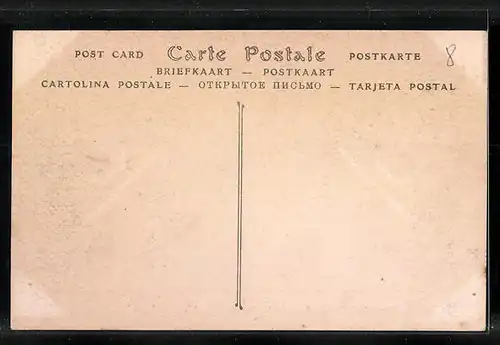 POST CARD Carte Postale POSTKARTE 8
BRIEFKAART — POSTKAART
CARTOLINA POSTALE — ОТКРЫТОЕ ПИСЬМО — TARJETA POSTAL